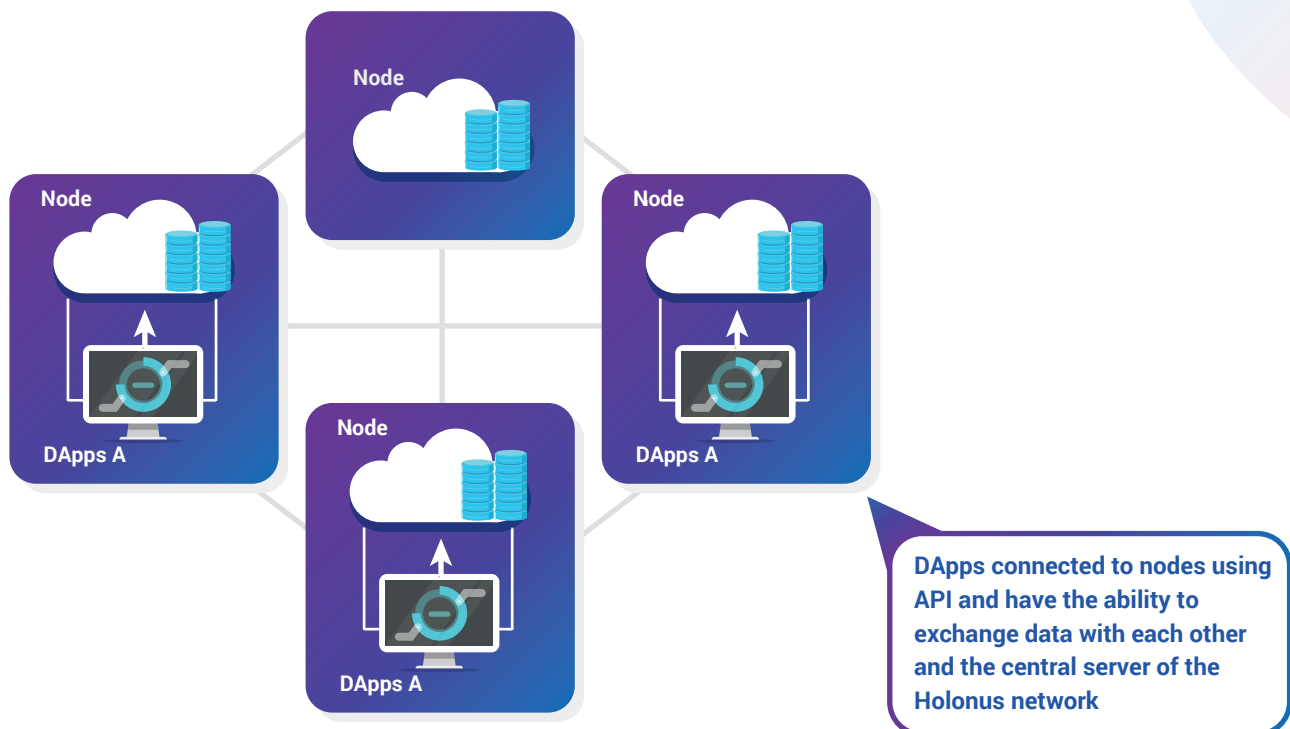 Node
Node
Node
DApps A
DApps A
Node
DApps A
DApps connected to nodes using
API and have the ability to
exchange data with each other
and the central server of the
Holonus network